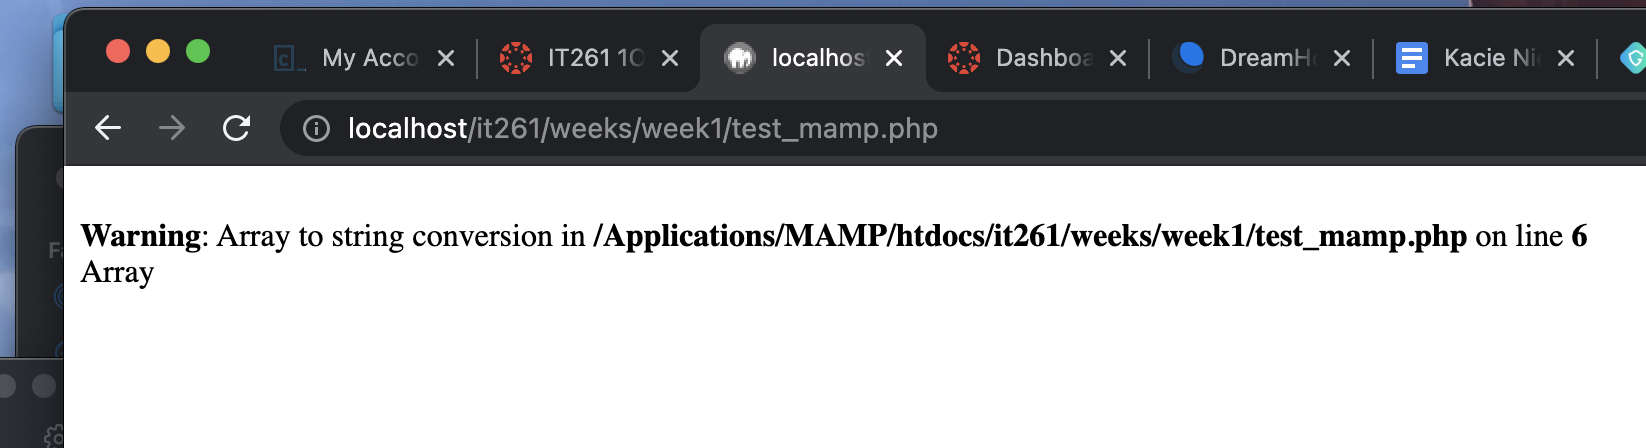 My Acco
IT261 1O
localhos
Dashboa
DreamH
Kacie Ni
localhost/it261/weeks/week1/test_mamp.php
Warning: Array to string conversion in /Applications/MAMP/htdocs/it261/weeks/week1/test_mamp.php on line 6
Array